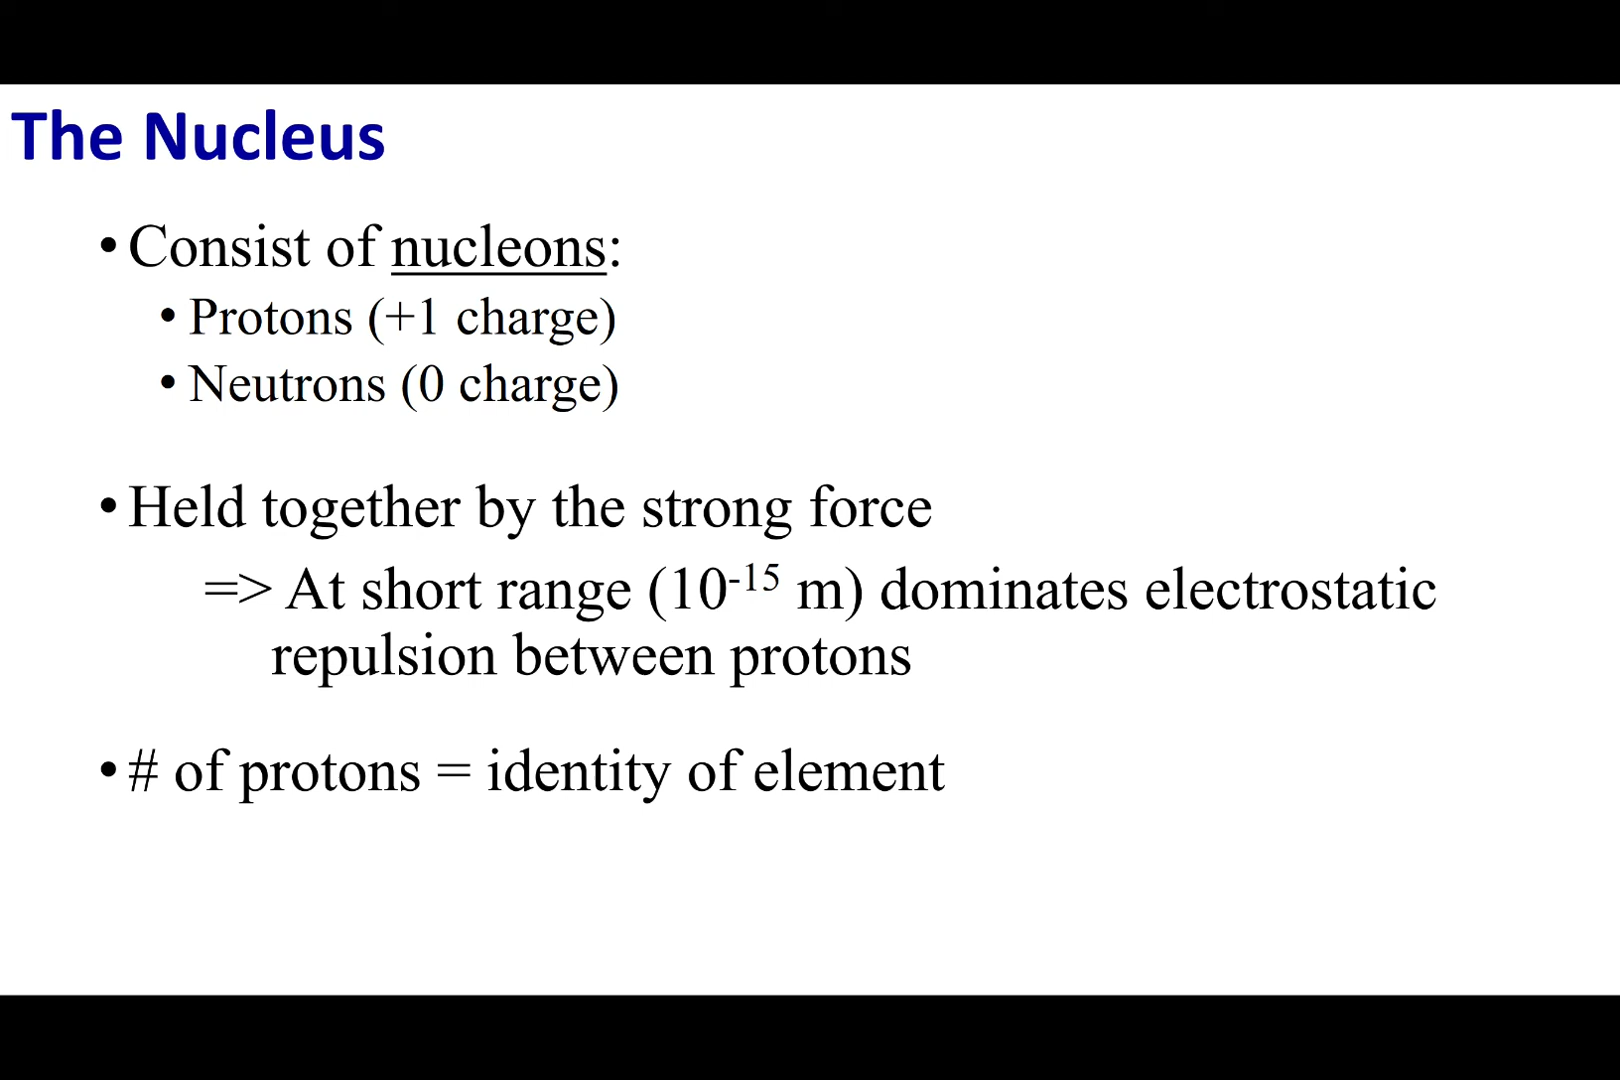 The Nucleus
• Consist of nucleons:
• Protons (+1 charge)
• Neutrons (0 charge)
• Held together by the strong force
=> At short range (10⁻¹⁵ m) dominates electrostatic
repulsion between protons
• # of protons = identity of element